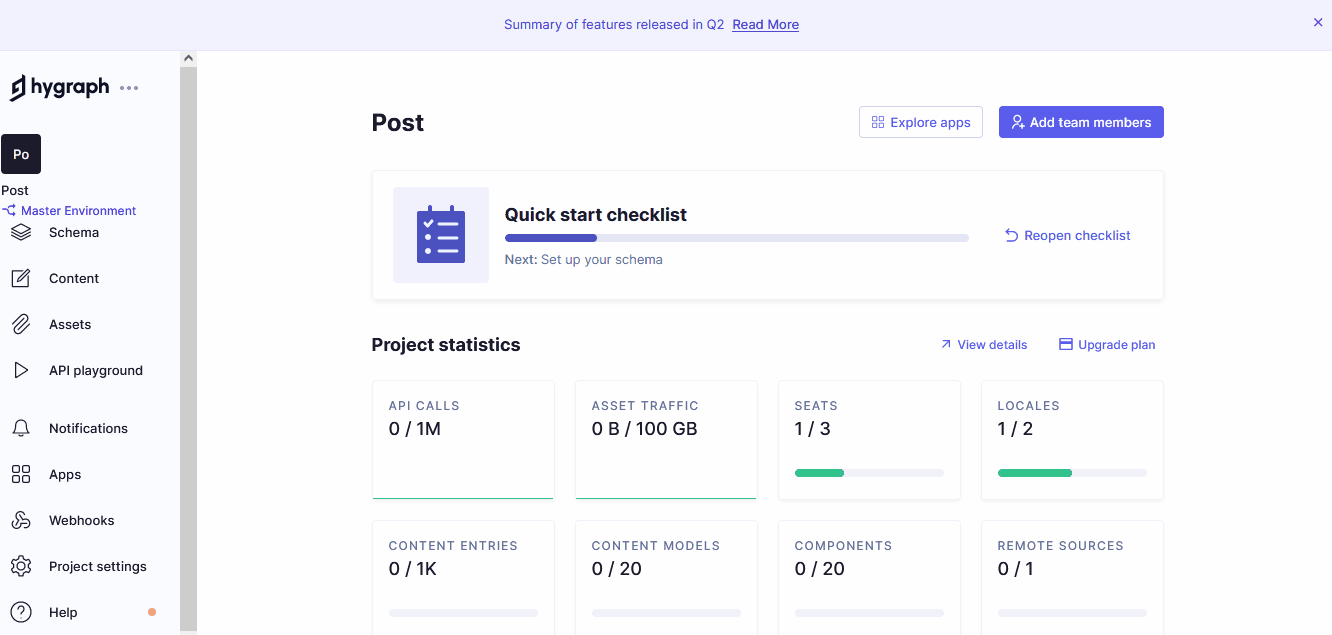 Summary of features released in Q2 Read More
hygraph
Po
Post
Master Environment
Schema
Content
Assets
API playground
Notifications
Apps
Webhooks
Project settings
Help
Post
Explore apps
Add team members
Quick start checklist
Next: Set up your schema
Reopen checklist
Project statistics
View details
Upgrade plan
API CALLS
0 / 1M
ASSET TRAFFIC
0 B / 100 GB
SEATS
1 / 3
LOCALES
1 / 2
CONTENT ENTRIES
0 / 1K
CONTENT MODELS
0 / 20
COMPONENTS
0 / 20
REMOTE SOURCES
0 / 1